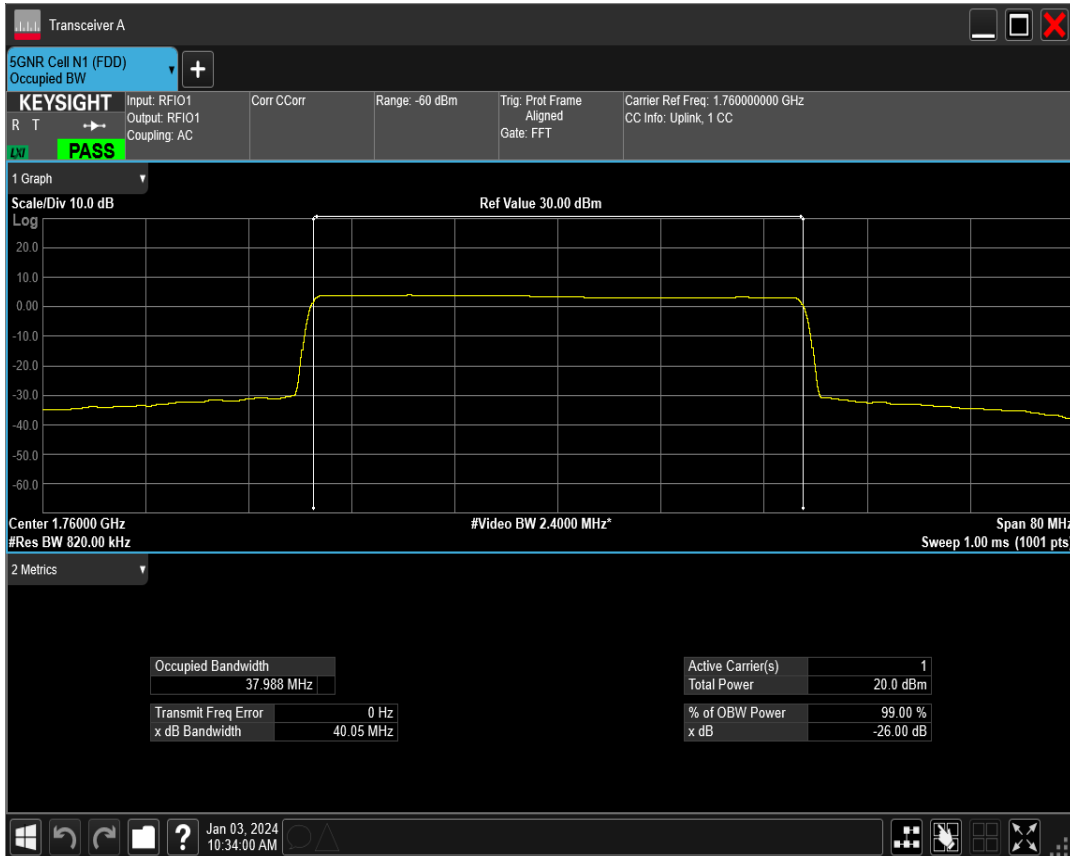 Transceiver A
5GNR Cell N1 (FDD)
Occupied BW
+
KEYSIGHT
R T
LXI
PASS
Input: RFIO1
Output: RFIO1
Coupling: AC
Corr CCorr
Range: -60 dBm
Trig: Prot Frame
Aligned
Gate: FFT
Carrier Ref Freq: 1.760000000 GHz
CC Info: Uplink, 1 CC
1 Graph
Scale/Div 10.0 dB
Ref Value 30.00 dBm
Log
20.0
10.0
0.00
-10.0
-20.0
-30.0
-40.0
-50.0
-60.0
Center 1.76000 GHz
#Video BW 2.4000 MHz*
Span 80 MHz
#Res BW 820.00 kHz
Sweep 1.00 ms (1001 pts)
2 Metrics
Occupied Bandwidth
37.988 MHz
Transmit Freq Error 0 Hz
x dB Bandwidth 40.05 MHz
Active Carrier(s) 1
Total Power 20.0 dBm
% of OBW Power 99.00 %
x dB -26.00 dB
?
Jan 03, 2024
10:34:00 AM